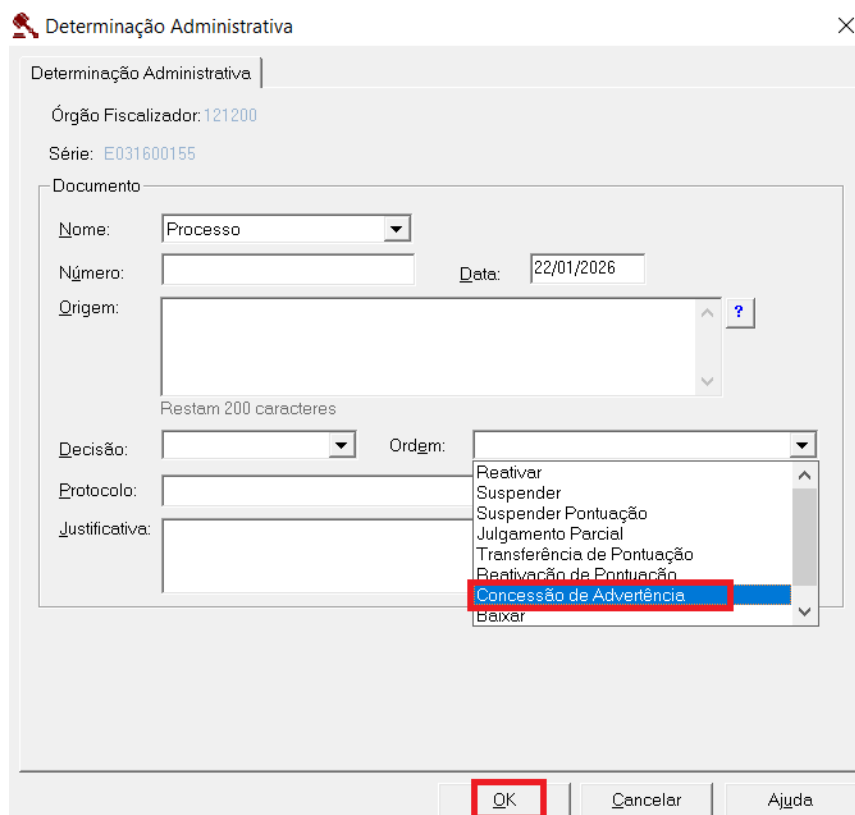 Determinação Administrativa
Determinação Administrativa
Órgão Fiscalizador: 121200
Série: E031600155
Documento
Nome: Processo
Número: Data: 22/01/2026
Origem: ?
Restam 200 caracteres
Decisão: Ordem:
Reativar
Protocolo: Suspender
Suspender Pontuação
Justificativa: Julgamento Parcial
Transferência de Pontuação
Reativação de Pontuação
Concessão de Advertência
Baixar
OK Cancelar Ajuda